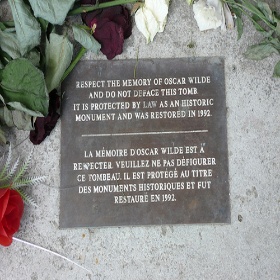 RESPECT THE MEMORY OF OSCAR WILDE
AND DO NOT DEFACE THIS TOMB.
IT IS PROTECTED BY LAW AS AN HISTORIC
MONUMENT AND WAS RESTORED IN 1992.
LA MÉMOIRE D'OSCAR WILDE EST À
RESPECTER. VEUILLEZ NE PAS DÉFIGURER
CE TOMBEAU. IL EST PROTÉGÉ AU TITRE
DES MONUMENTS HISTORIQUES ET FUT
RESTAURÉ EN 1992.